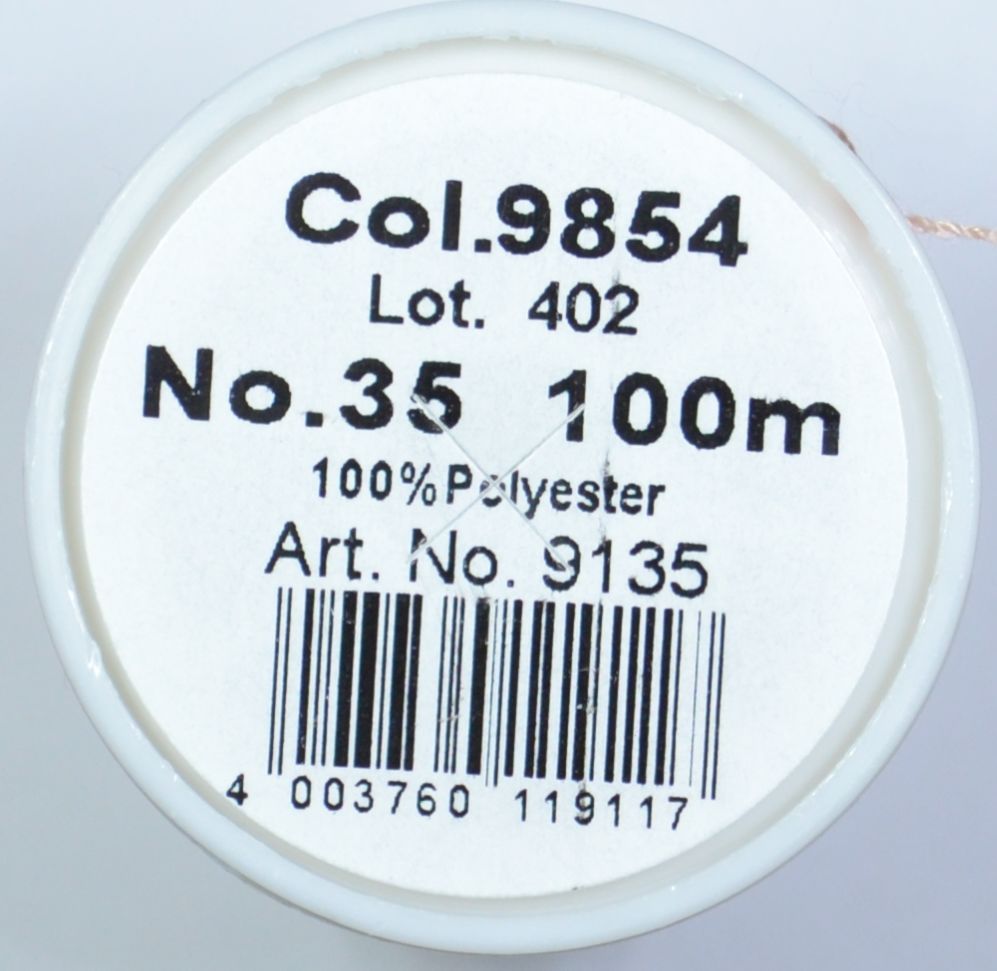 Col.9854
Lot. 402
No.35 100m
100%Polyester
Art. No. 9135
4 003760 119117